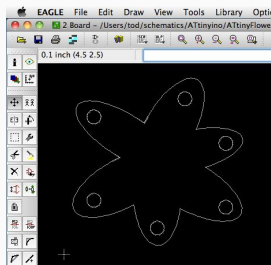 EAGLE File Edit Draw View Tools Library Optio
2 Board - /Users/tod/schematics/ATtinyino/ATtinyFlowe
0.1 inch (4.5 2.5)